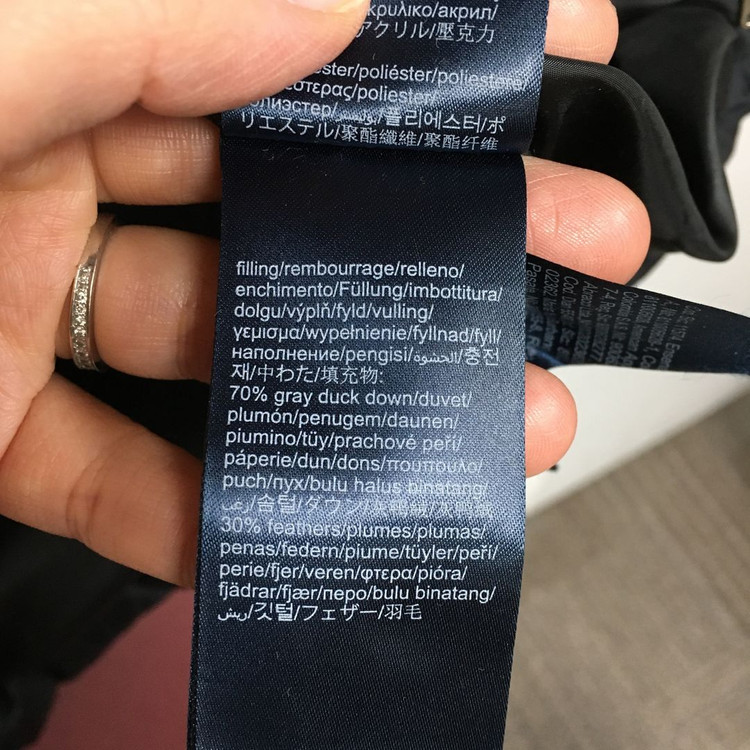 κρυλικο/акрил/
アクリル/壓克力
ster/poliéster/poliestere
εστερας/poliester/
полиэстер/폴리에스터/ポ
リエステル/聚酯纖維/聚酯纤维
filling/rembourrage/relleno/
enchimento/Füllung/imbottitura/
dolgu/výplň/fyld/vulling/
γεμισμα/wypełnienie/fyllnad/fyll/
наполнение/pengisi/الحشوة/충전
재/中わた/填充物:
70% gray duck down/duvet/
plumón/penugem/daunen/
piumino/tüy/prachové peří/
páperie/dun/dons/πουπουλο/
puch/пух/bulu halus binatang/
زغب/솜털/ダウン/
30% feathers/plumes/plumas/
penas/federn/piume/tüyler/peří/
perie/fjer/veren/φτερα/pióra/
fjädrar/fjær/перо/bulu binatang/
ريش/깃털/フェザー/羽毛